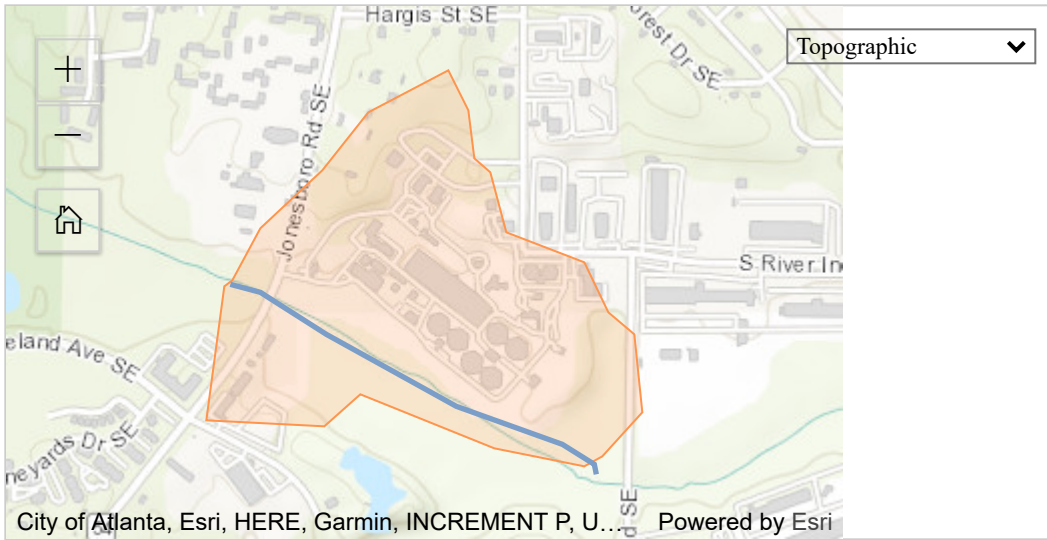 Hargis St SE
orest Dr SE
Topographic
Jonesboro Rd SE
S River In
eland Ave SE
neyards Dr SE
d SE
City of Atlanta, Esri, HERE, Garmin, INCREMENT P, U...
Powered by Esri